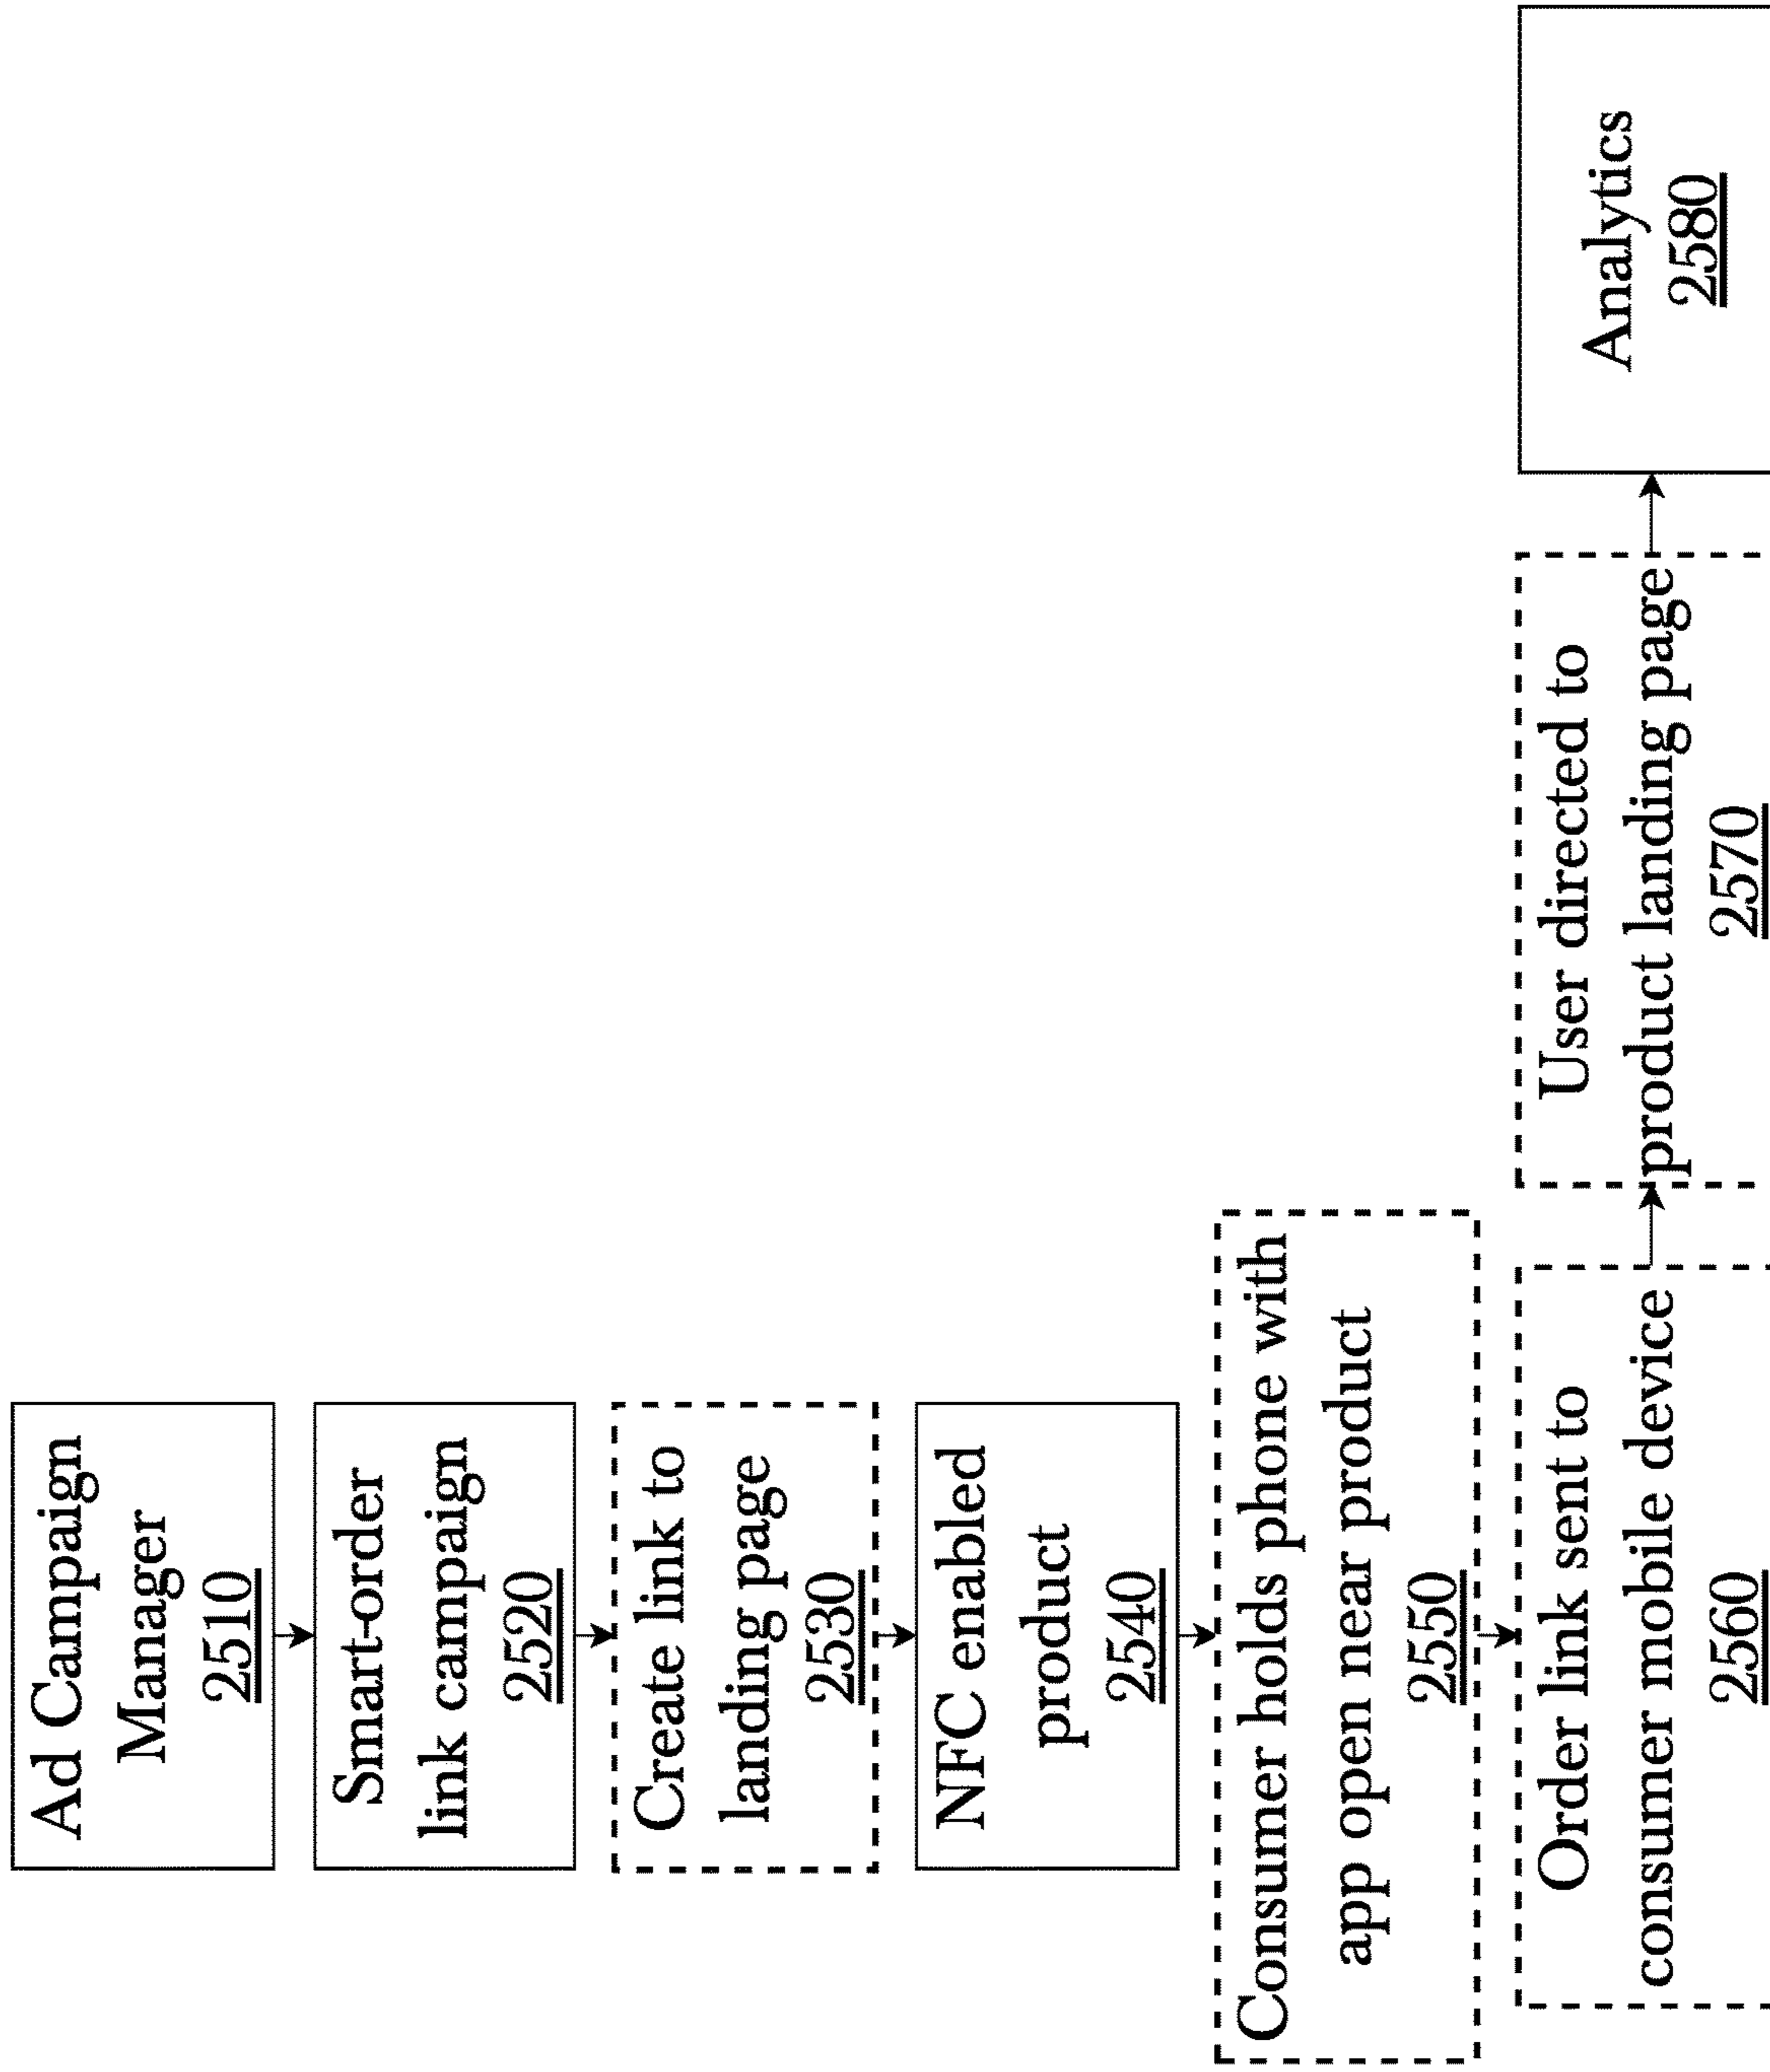 Ad Campaign
Manager
2510
Smart-order
link campaign
2520
Create link to
landing page
2530
NFC enabled
product
2540
Consumer holds phone with
app open near product
2550
Order link sent to
consumer mobile device
2560
User directed to
product landing page
2570
Analytics
2580